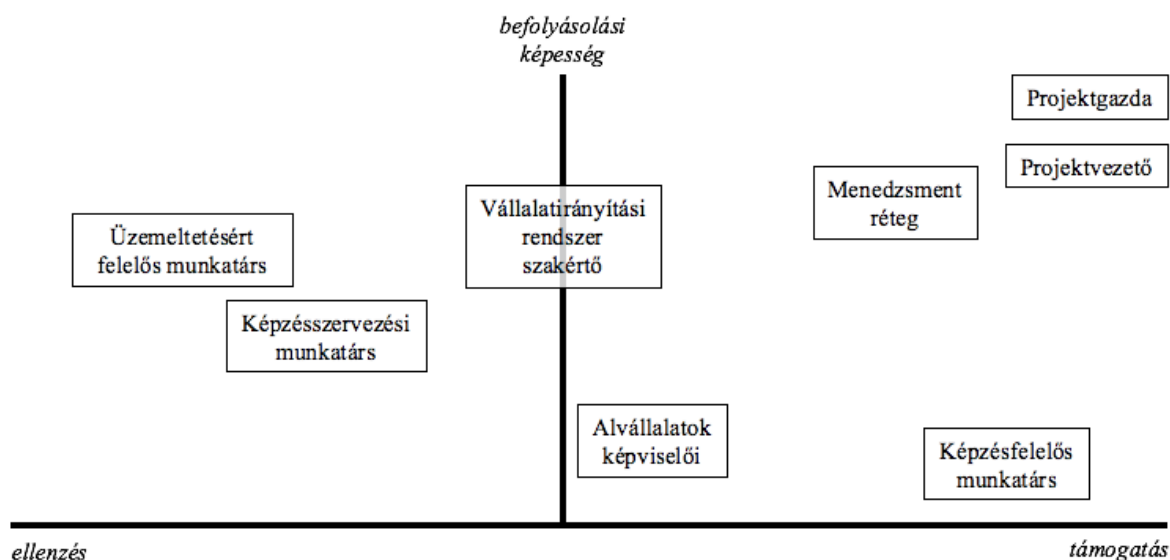 befolyásolási
képesség
Projektgazda
Projektvezető
Menedzsment
réteg
Vállalatirányítási
rendszer
szakértő
Üzemeltetésért
felelős munkatárs
Képzésszervezési
munkatárs
Alvállalatok
képviselői
Képzésfelelős
munkatárs
ellenzés
támogatás